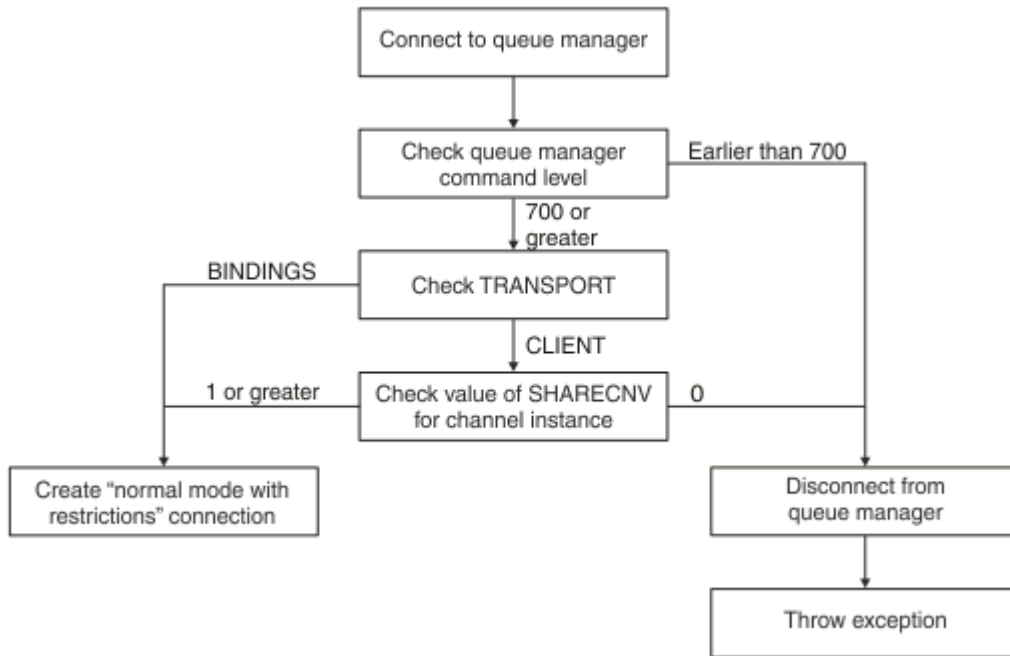 Connect to queue manager
Check queue manager
command level
Earlier than 700
700 or
greater
BINDINGS
Check TRANSPORT
CLIENT
1 or greater
Check value of SHARECNV
for channel instance
0
Create “normal mode with
restrictions” connection
Disconnect from
queue manager
Throw exception